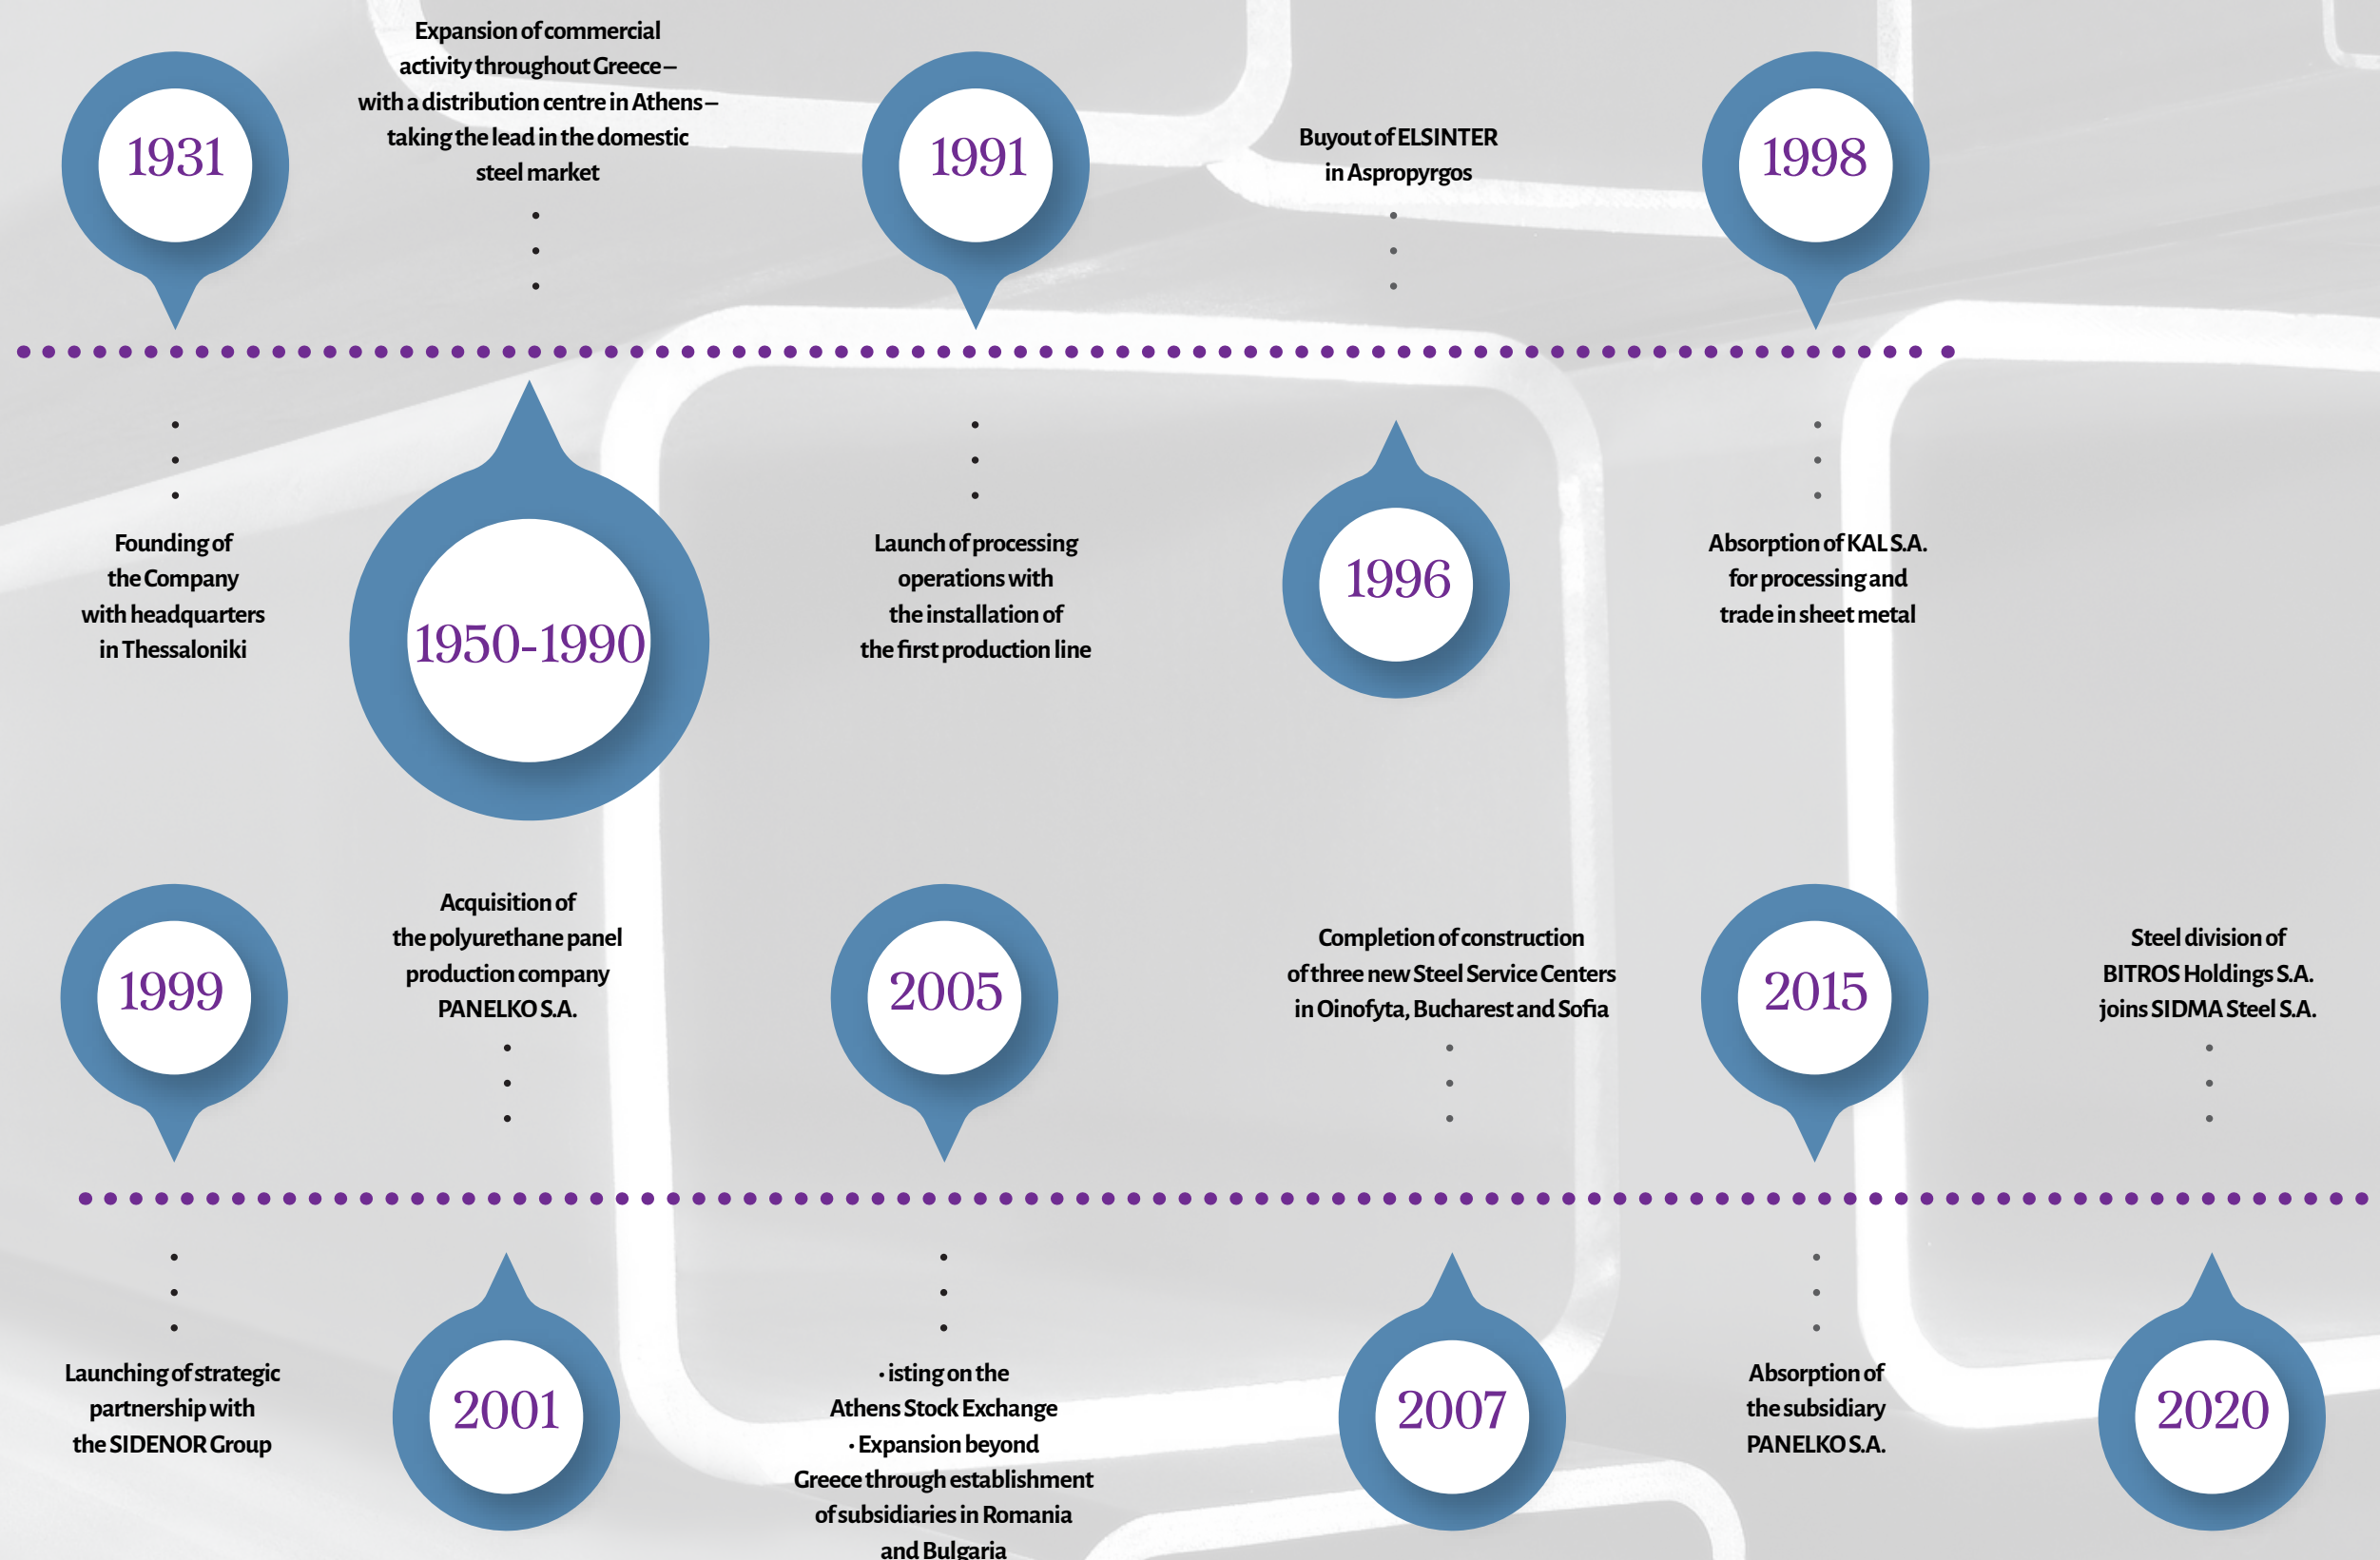 1931
Founding of
the Company
with headquarters
in Thessaloniki
Expansion of commercial
activity throughout Greece –
with a distribution centre in Athens –
taking the lead in the domestic
steel market
1950-1990
1991
Launch of processing
operations with
the installation of
the first production line
Buyout of ELSINTER
in Aspropyrgos
1996
1998
Absorption of KAL S.A.
for processing and
trade in sheet metal
1999
Launching of strategic
partnership with
the SIDENOR Group
Acquisition of
the polyurethane panel
production company
PANELKO S.A.
2001
2005
· isting on the
Athens Stock Exchange
· Expansion beyond
Greece through establishment
of subsidiaries in Romania
and Bulgaria
Completion of construction
of three new Steel Service Centers
in Oinofyta, Bucharest and Sofia
2007
2015
Absorption of
the subsidiary
PANELKO S.A.
Steel division of
BITROS Holdings S.A.
joins SIDMA Steel S.A.
2020